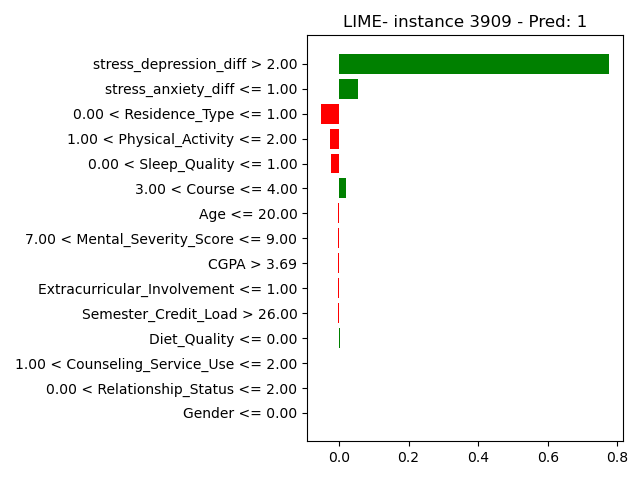 LIME- instance 3909 - Pred: 1
stress_depression_diff > 2.00
stress_anxiety_diff <= 1.00
0.00 < Residence_Type <= 1.00
1.00 < Physical_Activity <= 2.00
0.00 < Sleep_Quality <= 1.00
3.00 < Course <= 4.00
Age <= 20.00
7.00 < Mental_Severity_Score <= 9.00
CGPA > 3.69
Extracurricular_Involvement <= 1.00
Semester_Credit_Load > 26.00
Diet_Quality <= 0.00
1.00 < Counseling_Service_Use <= 2.00
0.00 < Relationship_Status <= 2.00
Gender <= 0.00
0.0 0.2 0.4 0.6 0.8